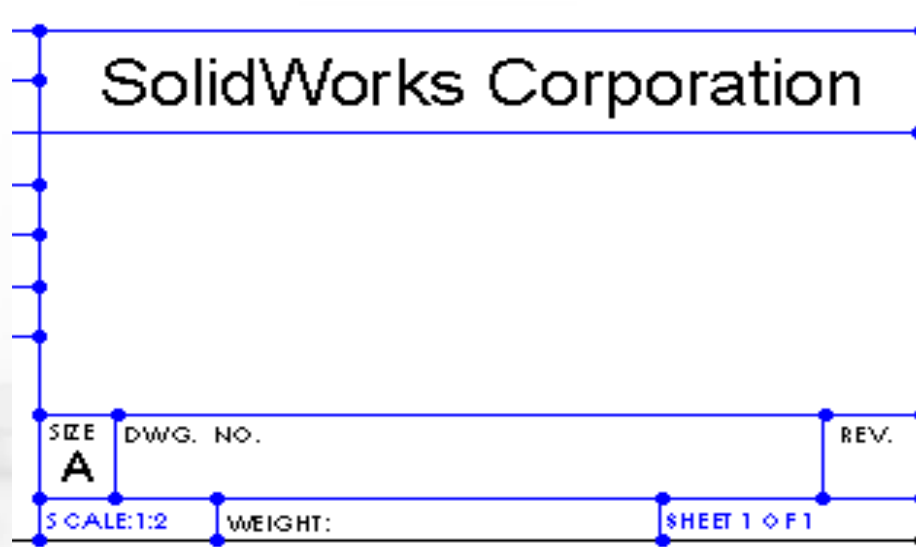 SolidWorks Corporation
SIZE DWG. NO. REV.
A
SCALE:1:2 WEIGHT: SHEET 1 OF 1